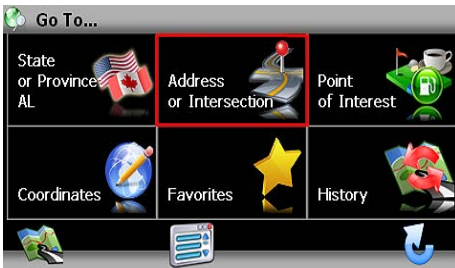 Go To...
State
or Province
AL
Address
or Intersection
Point
of Interest
Coordinates
Favorites
History